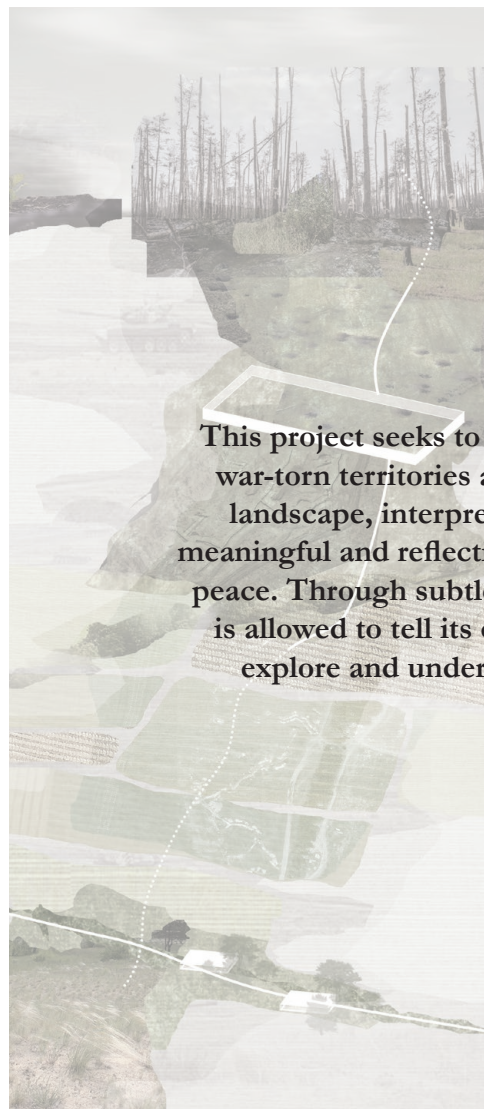 This project seeks to
war-torn territories a
landscape, interpre
meaningful and reflecti
peace. Through subtle
is allowed to tell its
explore and under